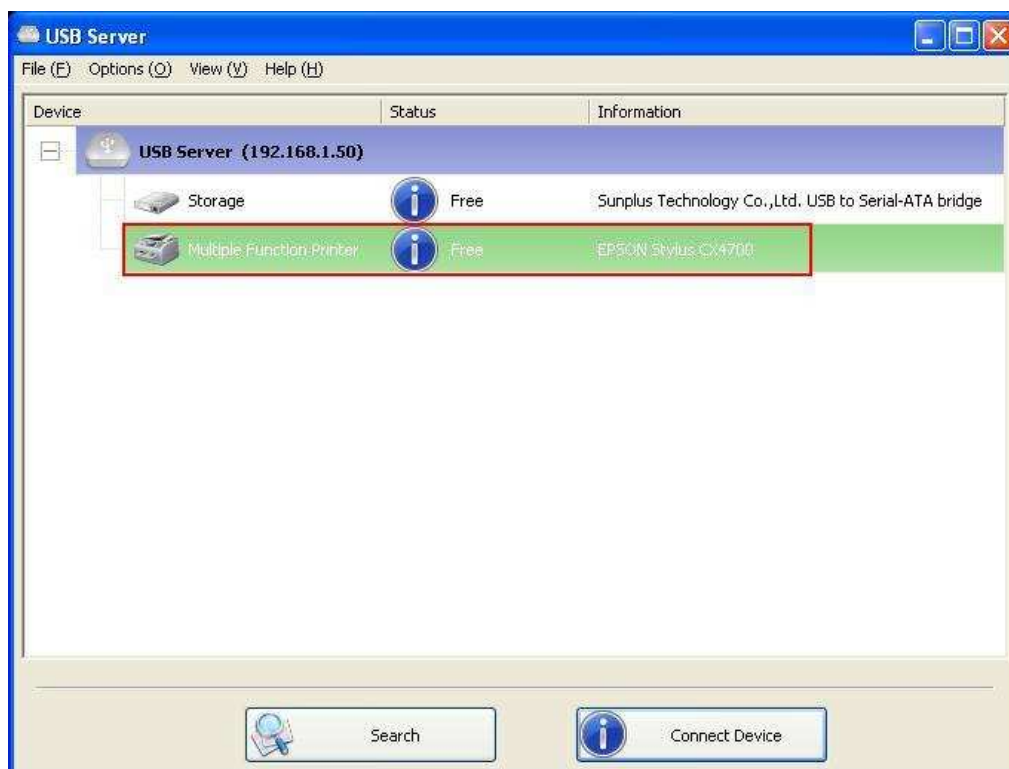 USB Server
File (F) Options (O) View (V) Help (H)
Device Status Information
USB Server (192.168.1.50)
Storage Free Sunplus Technology Co.,Ltd. USB to Serial-ATA bridge
Multiple Function Printer Free EPSON Stylus CX4700
Search Connect Device